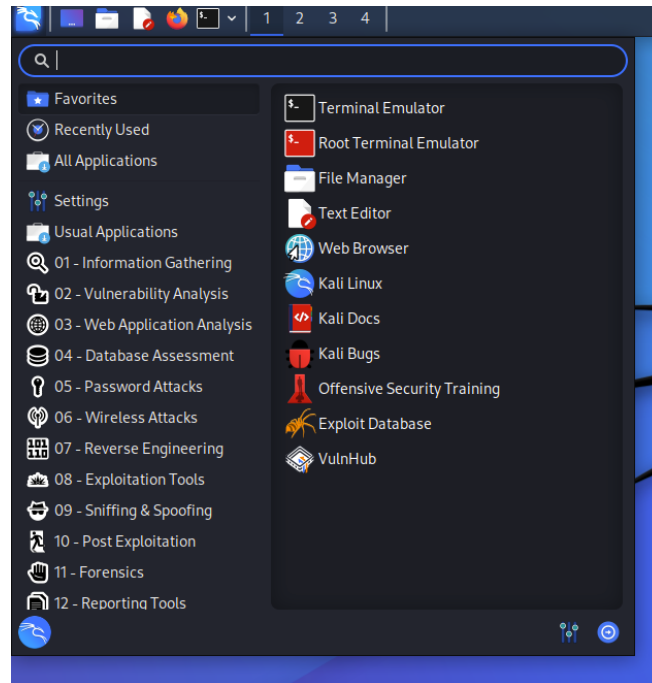 1 2 3 4
Favorites
Recently Used
All Applications
Settings
Usual Applications
01 - Information Gathering
02 - Vulnerability Analysis
03 - Web Application Analysis
04 - Database Assessment
05 - Password Attacks
06 - Wireless Attacks
07 - Reverse Engineering
08 - Exploitation Tools
09 - Sniffing & Spoofing
10 - Post Exploitation
11 - Forensics
12 - Reporting Tools
Terminal Emulator
Root Terminal Emulator
File Manager
Text Editor
Web Browser
Kali Linux
Kali Docs
Kali Bugs
Offensive Security Training
Exploit Database
VulnHub